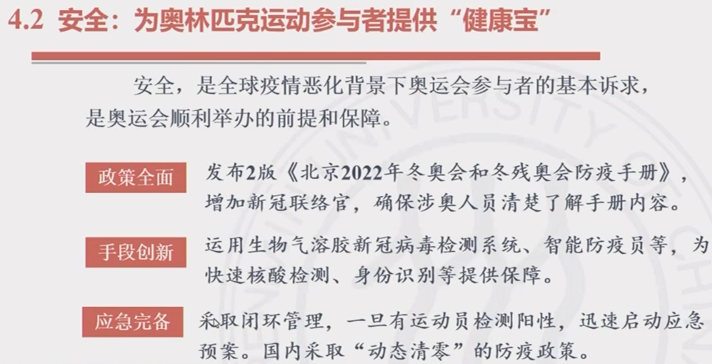 4.2 安全：为奥林匹克运动参与者提供“健康宝”
安全，是全球疫情恶化背景下奥运会参与者的基本诉求，
是奥运会顺利举办的前提和保障。
政策全面
发布2版《北京2022年冬奥会和冬残奥会防疫手册》，
增加新冠联络官，确保涉奥人员清楚了解手册内容。
手段创新
运用生物气溶胶新冠病毒检测系统、智能防疫员等，为
快速核酸检测、身份识别等提供保障。
应急完备
采取闭环管理，一旦有运动员检测阳性，迅速启动应急
预案。国内采取“动态清零”的防疫政策。